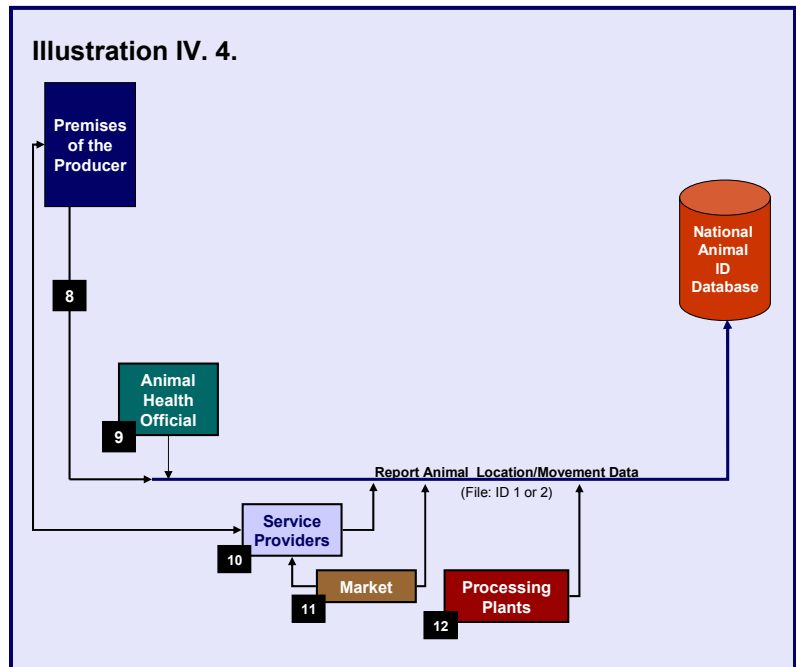 Illustration IV. 4.
Premises
of the
Producer
National
Animal
ID
Database
8
Animal
Health
Official
9
Report Animal Location/Movement Data
(File: ID 1 or 2)
Service
Providers
10
Market
11
Processing
Plants
12